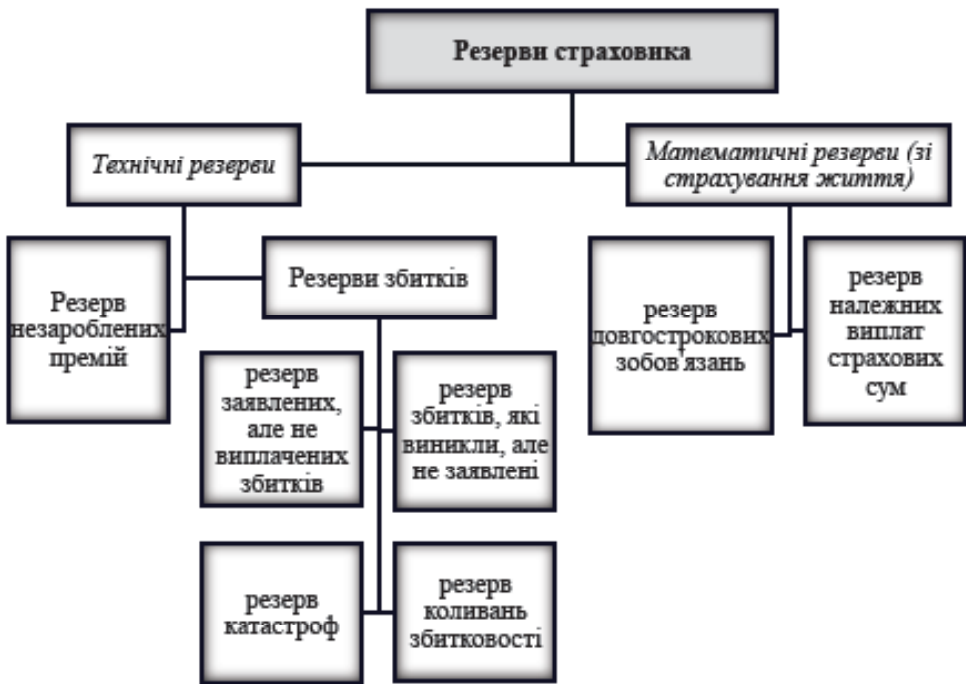 Резерви страховика
Технічні резерви
Математичні резерви (зі
страхування життя)
Резерв
незароблених
премій
Резерви збитків
резерв
заявлених,
але не
виплачених
збитків
резерв
збитків, які
виникли, але
не заявлені
резерв
катастроф
резерв
коливань
збитковості
резерв
довгострокових
зобов'язань
резерв
належних
виплат
страхових
сум